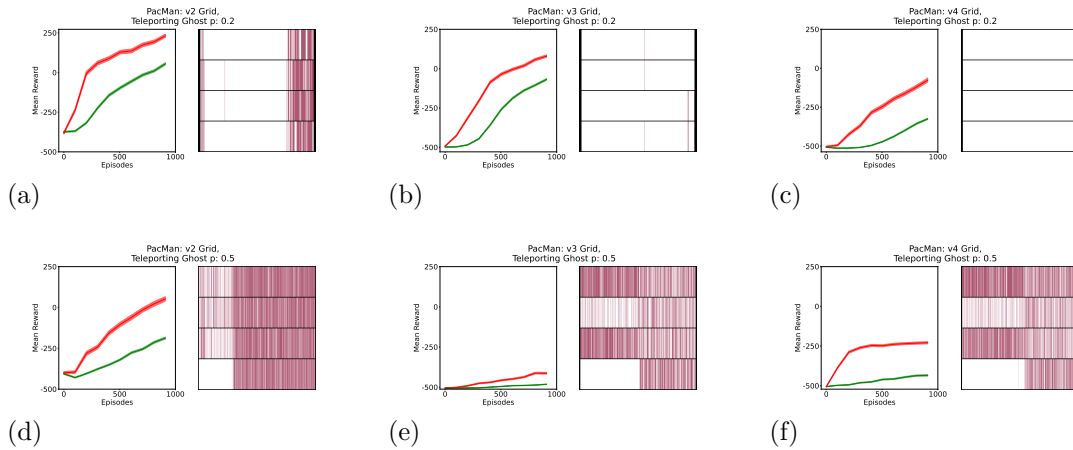 PacMan: v2 Grid,
Teleporting Ghost p: 0.2
250
0
-250
-500
0
500
1000
Mean Reward
Episodes
(a)
PacMan: v3 Grid,
Teleporting Ghost p: 0.2
250
0
-250
-500
0
500
1000
Mean Reward
Episodes
(b)
PacMan: v4 Grid,
Teleporting Ghost p: 0.2
250
0
-250
-500
0
500
1000
Mean Reward
Episodes
(c)
PacMan: v2 Grid,
Teleporting Ghost p: 0.5
250
0
-250
-500
0
500
1000
Mean Reward
Episodes
(d)
PacMan: v3 Grid,
Teleporting Ghost p: 0.5
250
0
-250
-500
0
500
1000
Mean Reward
Episodes
(e)
PacMan: v4 Grid,
Teleporting Ghost p: 0.5
250
0
-250
-500
0
500
1000
Mean Reward
Episodes
(f)